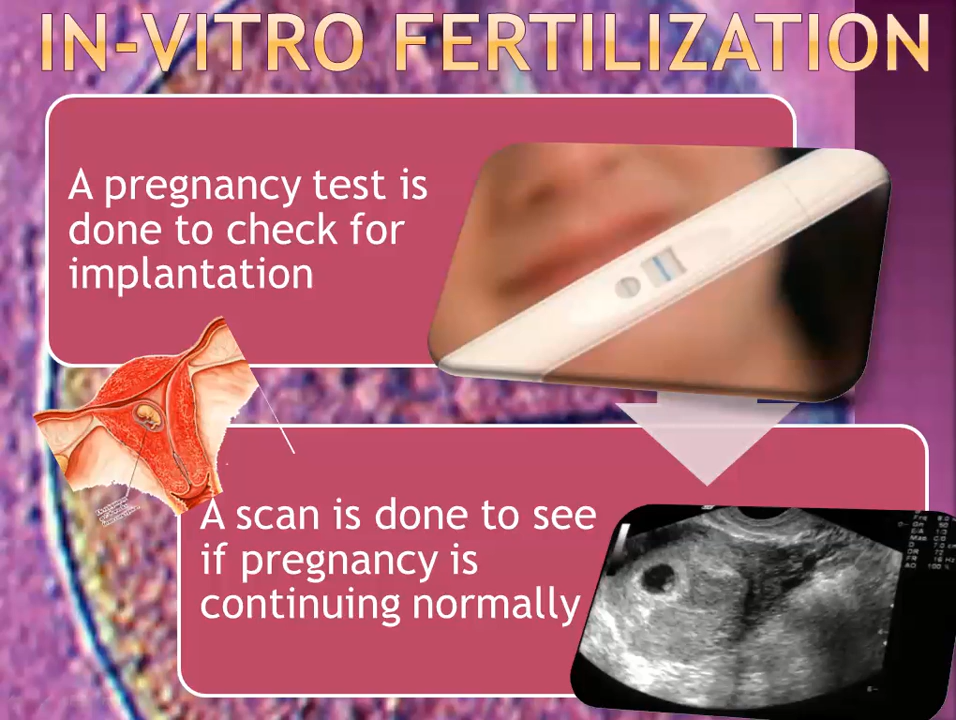 IN-VITRO FERTILIZATION
A pregnancy test is
done to check for
implantation
A scan is done to see
if pregnancy is
continuing normally